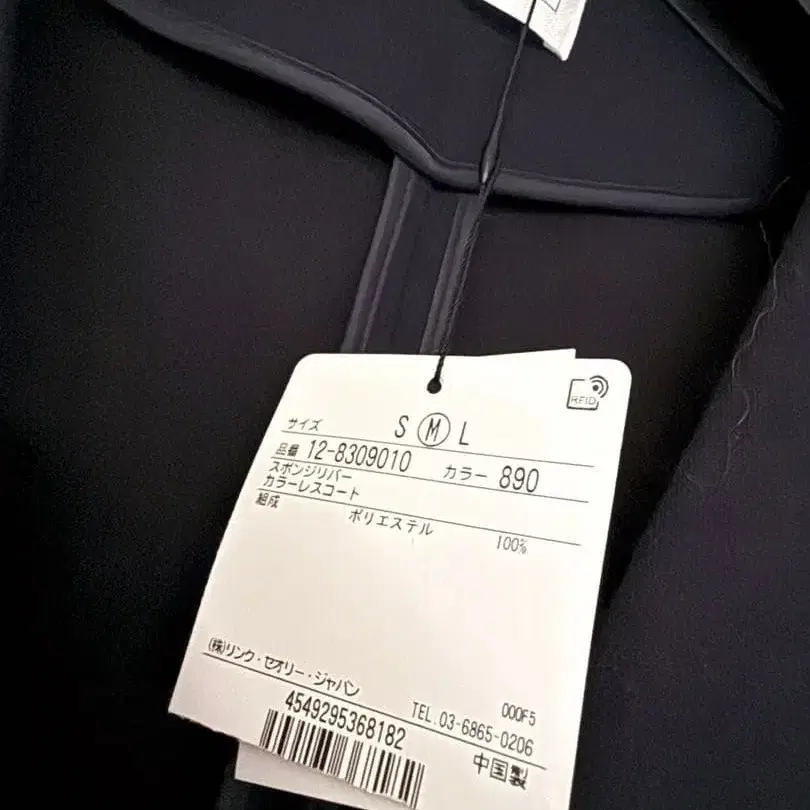 RFID
サイズ S M L
品番 12-8309010 カラー 890
スポンジリバー
カラーレスコート
組成 ポリエステル 100%
(株)リンク・セオリー・ジャパン
000F5
4549295368182 TEL.03-6865-0206
中国製